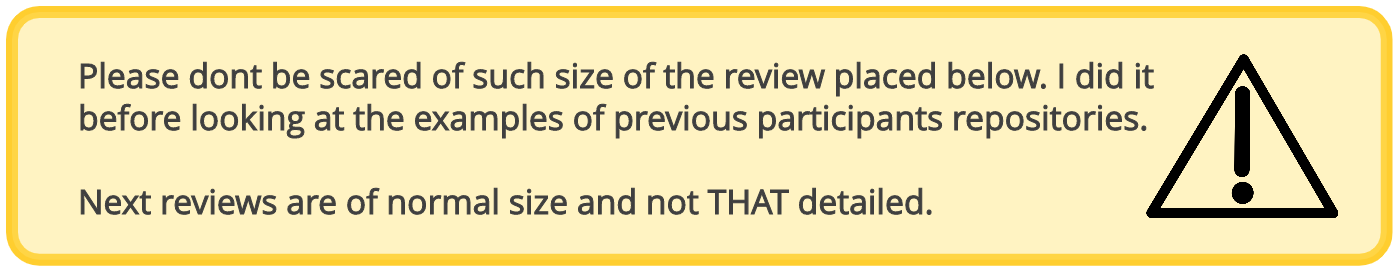 Please dont be scared of such size of the review placed below. I did it
before looking at the examples of previous participants repositories.
Next reviews are of normal size and not THAT detailed.